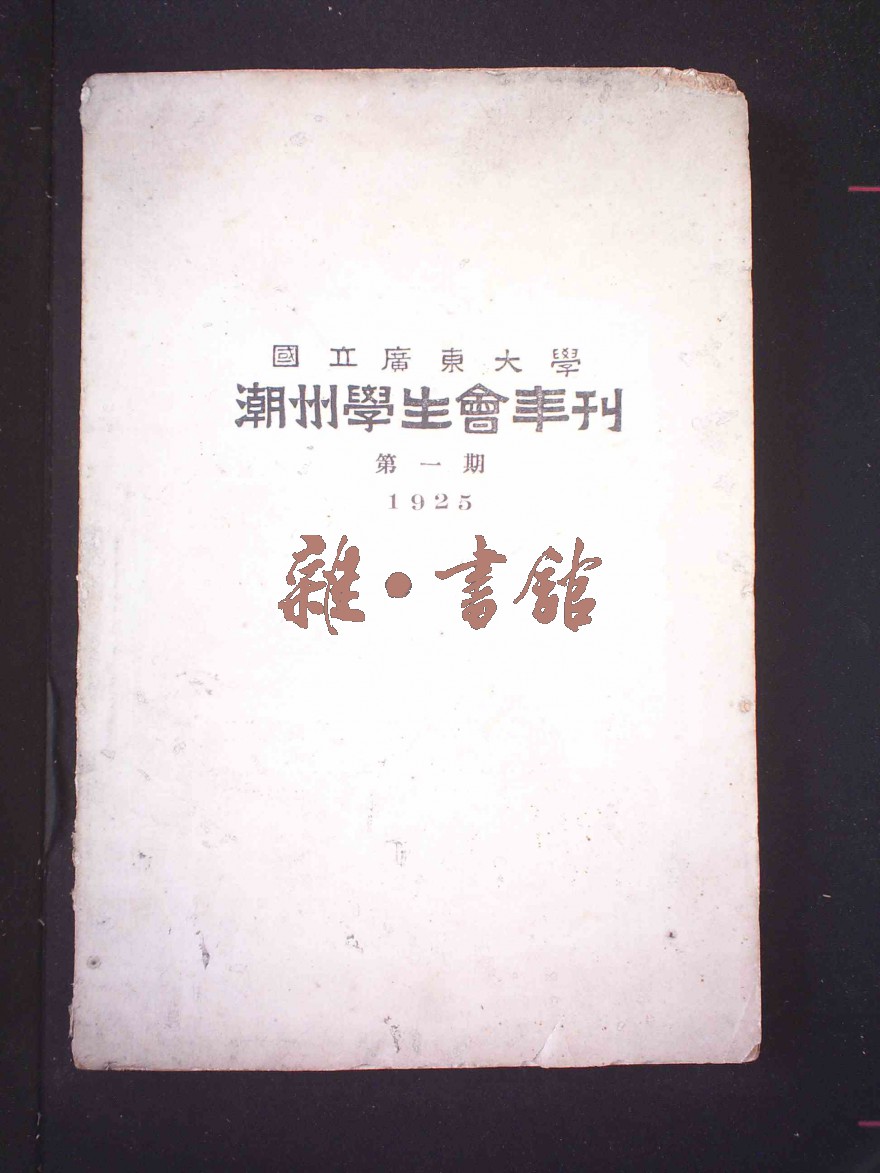 國立廣東大學
潮州學生會年刊
第一期
1925
雜·書館